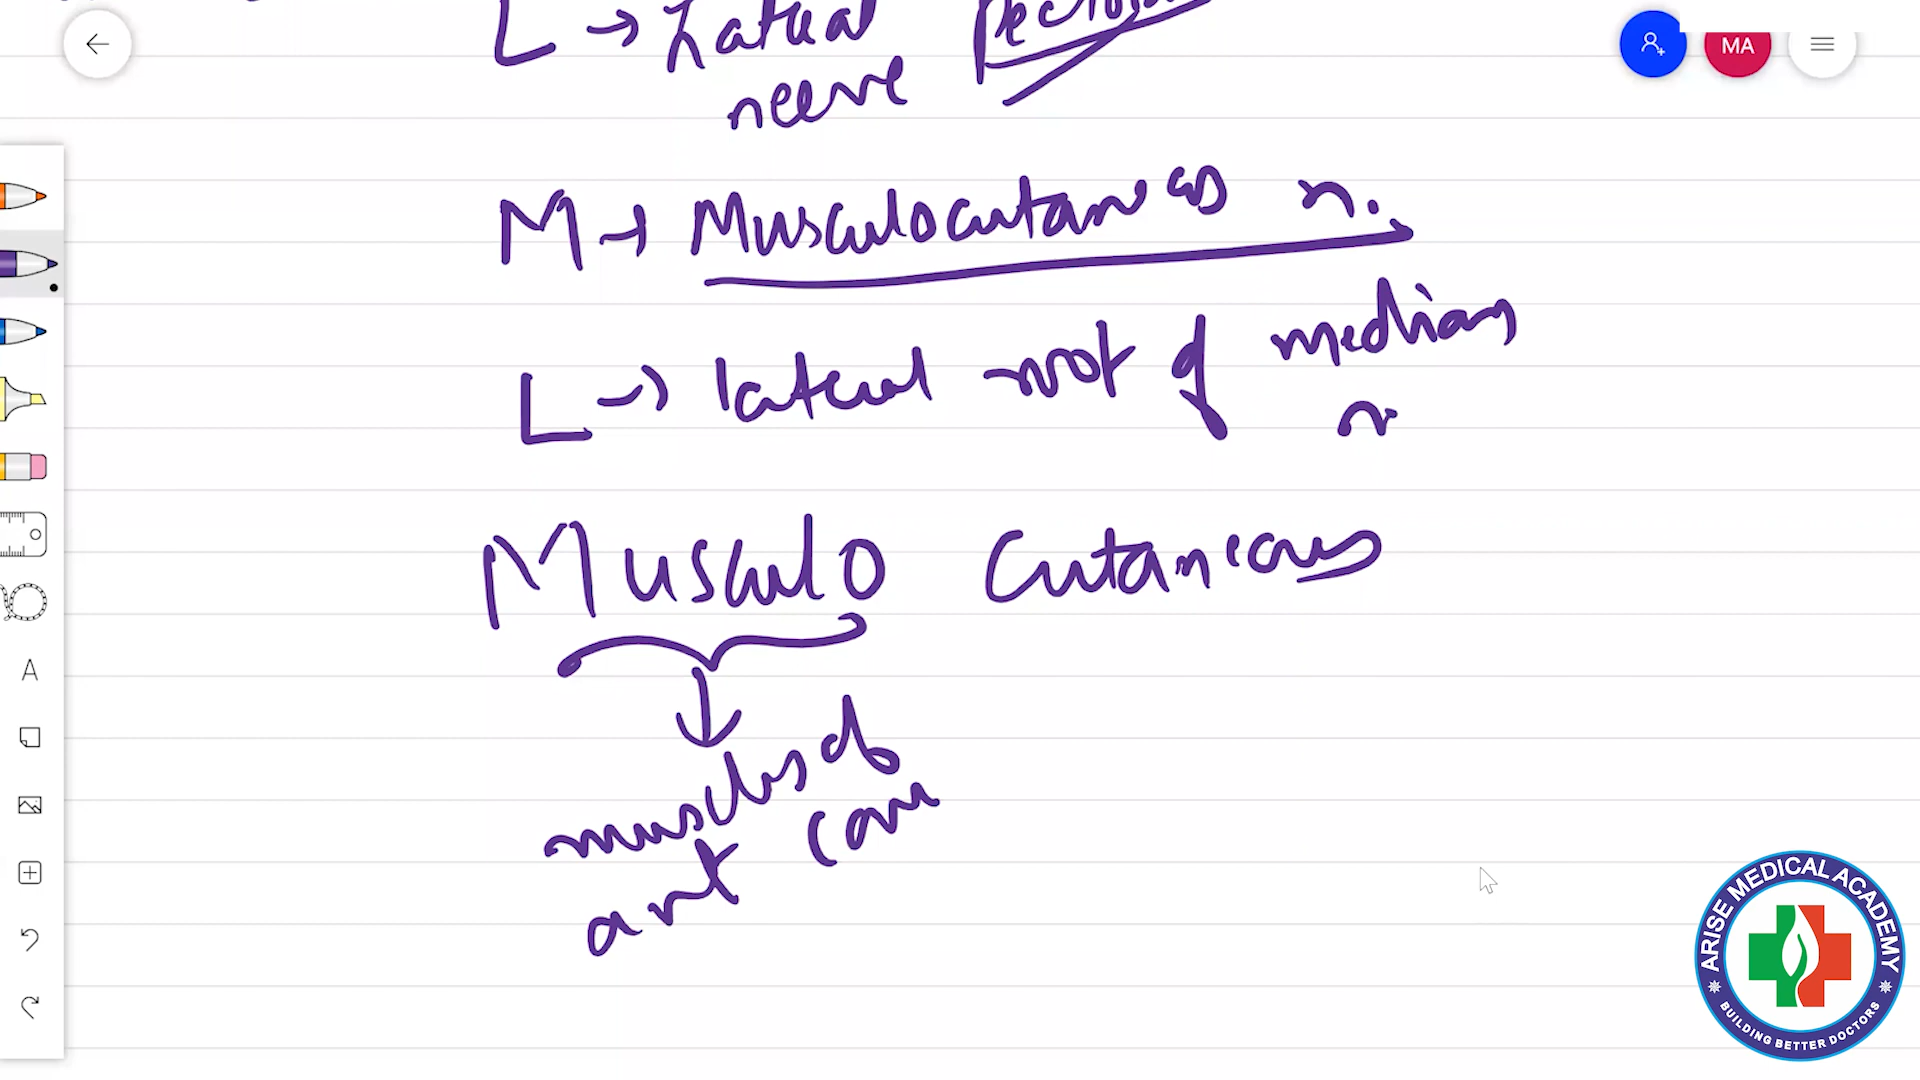 L → Lateral Pectoral
nerve
MA
M → Musculocutaneous n.
L → lateral root of median
n
Musculo Cutaneous
muscles of
ant com
A
ARISE MEDICAL ACADEMY
BUILDING BETTER DOCTORS